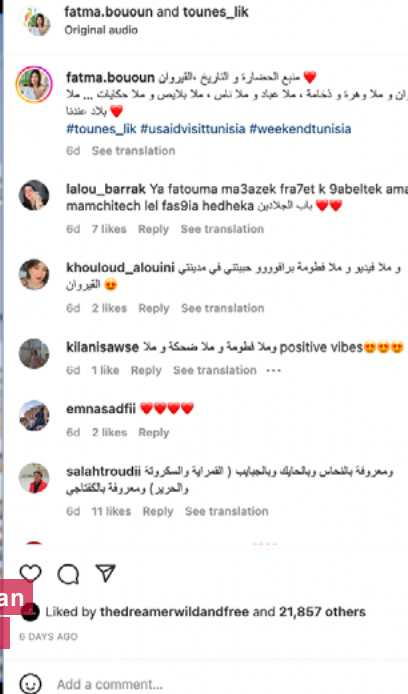 fatma.bououn and tounes_lik
Original audio
fatma.bououn منبع الحضارة و التاريخ ،القيروان ❤️
ان و ملا وهرة و ذخامة ، ملا عباد و ملا ناس ، ملا بلايص و ملا حكايات ... ملا
بلاد عندنا ❤️
#tounes_lik #usaidvisittunisia #weekendtunisia
6d See translation
lalou_barrak Ya fatouma ma3azek fra7et k 9abeltek ama
mamchitech lel fas9ia hedheka باب الجلادين ❤️❤️
6d 7 likes Reply See translation
khouloud_alouini و ملا فيديو و ملا فطومة برافوووو حبيتني في مدينتي
القيروان 😍
6d 2 likes Reply See translation
kilanisawse وملا فطومة و ملا ضحكة و ملا positive vibes😍😍😍
6d 1 like Reply See translation ...
emnasadfii ❤️❤️❤️❤️
6d 2 likes Reply
salahtroudii ومعروفة بالنحاس وبالحايك وبالجبايب ( القمراية والسكروتة
والحرير) ومعروفة بالكفتاجي
6d 11 likes Reply See translation
an
Liked by thedreamerwildandfree and 21,857 others
6 DAYS AGO
Add a comment...